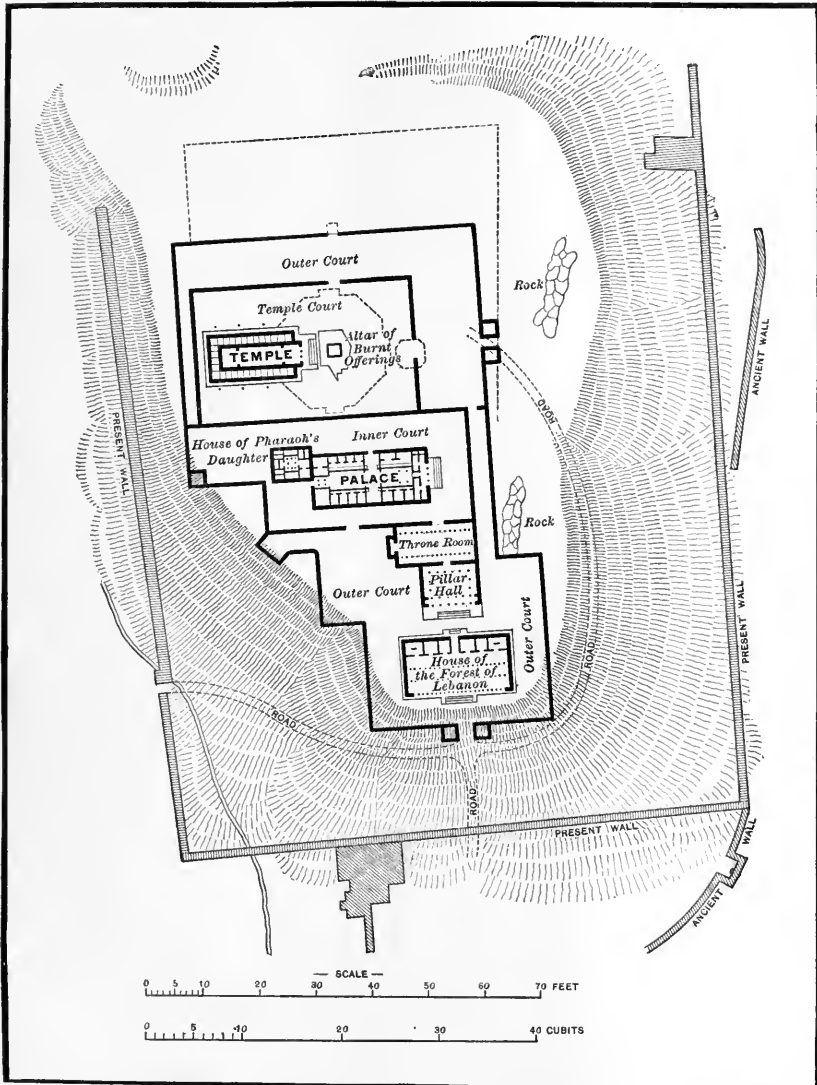 Outer Court
Rock
Temple Court
Altar of
Burnt
Offerings
TEMPLE
ANCIENT WALL
ROAD
PRESENT WALL
House of Pharaoh's
Daughter
Inner Court
PALACE
Rock
Throne Room
Outer Court
Pillar
Hall
Outer Court
PRESENT WALL
House of
the Forest of
Lebanon
ROAD
ROAD
ROAD
PRESENT WALL
ANCIENT WALL
— SCALE —
0 5 10 20 30 40 50 60 70 FEET
0 5 10 20 30 40 CUBITS